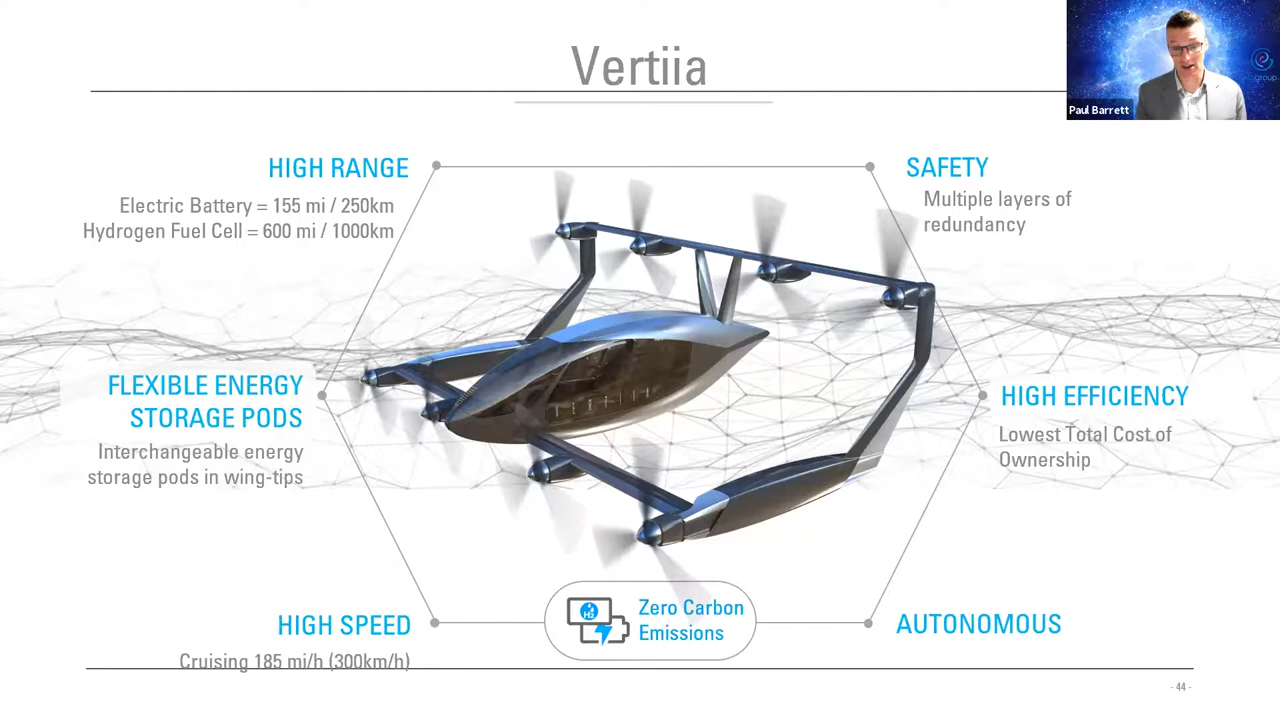 Vertiia
Paul Barrett
group
HIGH RANGE
Electric Battery = 155 mi / 250km
Hydrogen Fuel Cell = 600 mi / 1000km
SAFETY
Multiple layers of
redundancy
FLEXIBLE ENERGY
STORAGE PODS
Interchangeable energy
storage pods in wing-tips
HIGH EFFICIENCY
Lowest Total Cost of
Ownership
HIGH SPEED
Cruising 185 mi/h (300km/h)
H2
Zero Carbon
Emissions
AUTONOMOUS
- 44 -